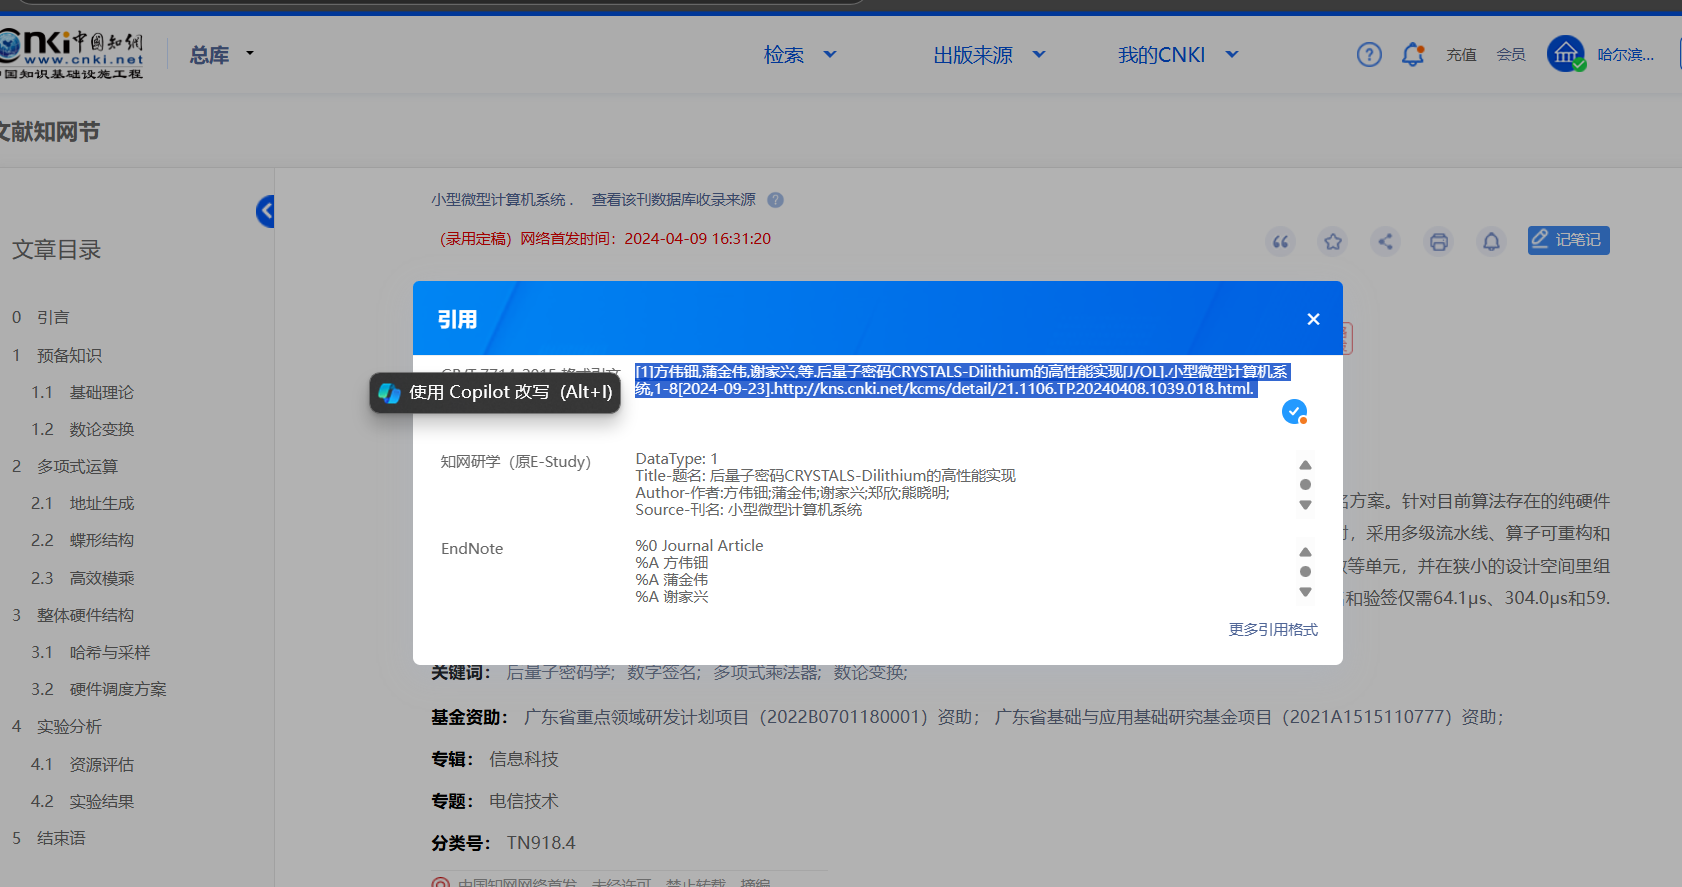 cnki 中国知网
www.cnki.net
中国知识基础设施工程
总库
检索
出版来源
我的CNKI
充值
会员
哈尔滨...
文献知网节
小型微型计算机系统 .
查看该刊数据库收录来源
(录用定稿) 网络首发时间：2024-04-09 16:31:20
记笔记
文章目录
0 引言
1 预备知识
1.1 基础理论
1.2 数论变换
2 多项式运算
2.1 地址生成
2.2 蝶形结构
2.3 高效模乘
3 整体硬件结构
3.1 哈希与采样
3.2 硬件调度方案
4 实验分析
4.1 资源评估
4.2 实验结果
5 结束语
引用
使用 Copilot 改写 (Alt+I)
[1]方伟钿,蒲金伟,谢家兴,等.后量子密码CRYSTALS-Dilithium的高性能实现[J/OL].小型微型计算机系
统,1-8[2024-09-23].http://kns.cnki.net/kcms/detail/21.1106.TP.20240408.1039.018.html.
知网研学（原E-Study)
DataType: 1
Title-题名: 后量子密码CRYSTALS-Dilithium的高性能实现
Author-作者:方伟钿;蒲金伟;谢家兴;郑欣;熊晓明;
Source-刊名: 小型微型计算机系统
EndNote
%0 Journal Article
%A 方伟钿
%A 蒲金伟
%A 谢家兴
更多引用格式
名方案。针对目前算法存在的纯硬件
时，采用多级流水线、算子可重构和
等单元，并在狭小的设计空间里组
和验签仅需64.1μs、304.0μs和59.
关键词： 后量子密码学; 数字签名; 多项式乘法器; 数论变换;
基金资助： 广东省重点领域研发计划项目（2022B0701180001）资助； 广东省基础与应用基础研究基金项目（2021A1515110777）资助；
专辑： 信息科技
专题： 电信技术
分类号： TN918.4
中国知网网络首发，未经许可，禁止转载、摘编。